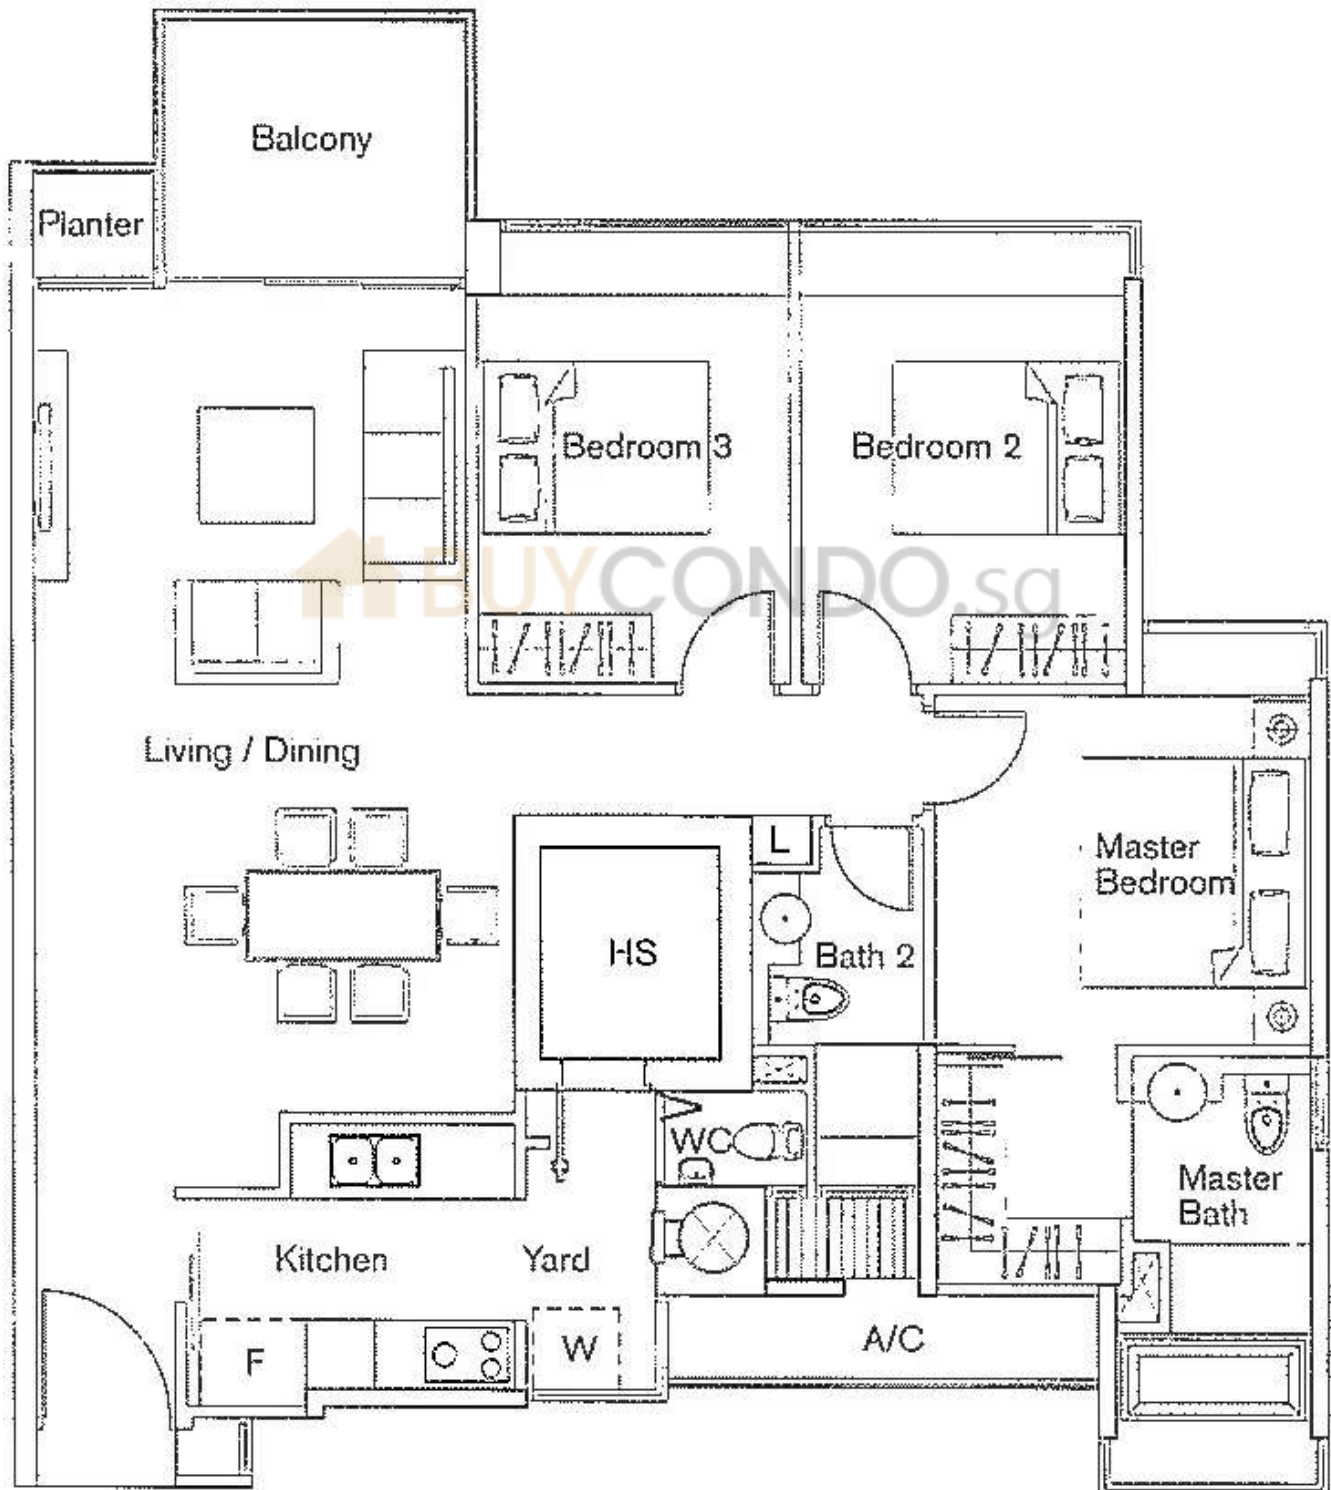 Balcony
Planter
Bedroom 3
Bedroom 2
BUYCONDO.sg
Living / Dining
L
Master
Bedroom
HS
Bath 2
WC
Master
Bath
Kitchen
Yard
F
W
A/C